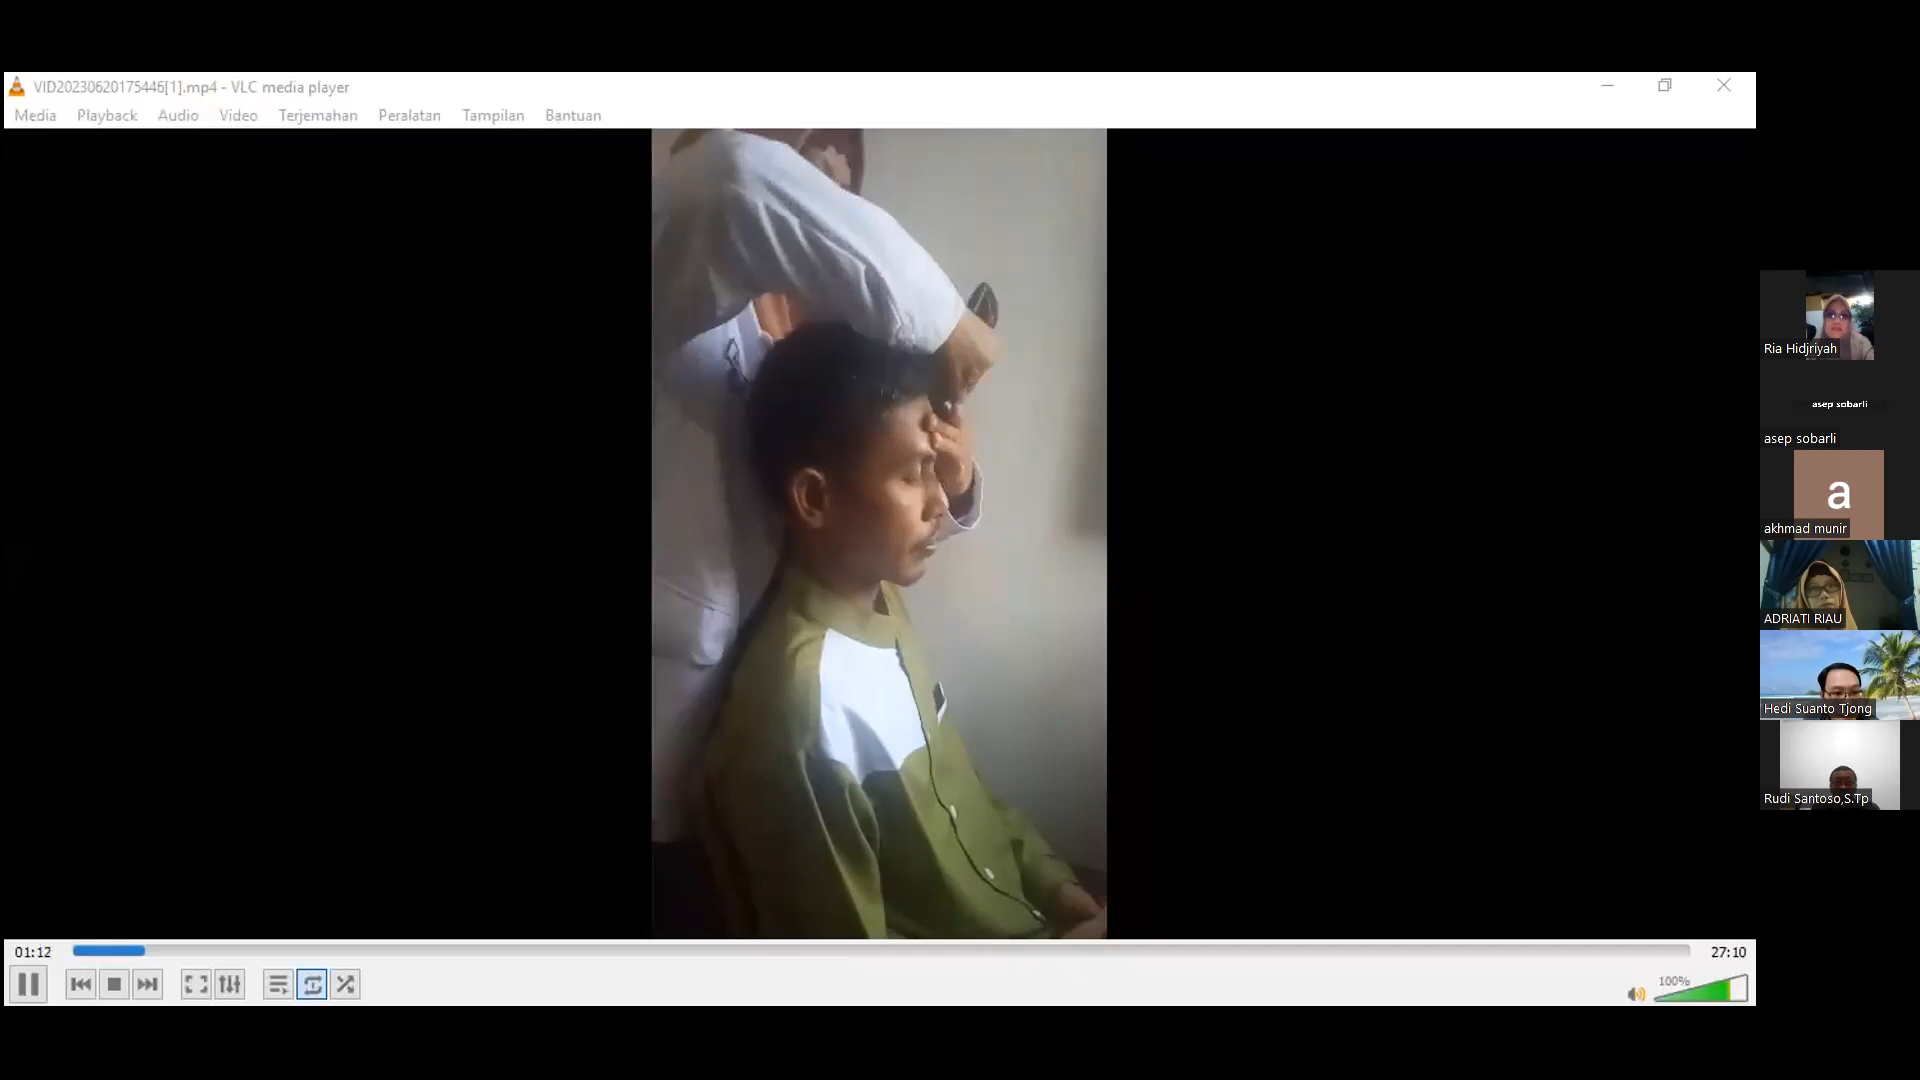 VID20230620175446[1].mp4 - VLC media player
Media Playback Audio Video Terjemahan Peralatan Tampilan Bantuan
Ria Hidjriyah
asep sobarli
asep sobarli
a
akhmad munir
ADRIATI RIAU
Hedi Suanto Tjong
Rudi Santoso,S.Tp
01:12
27:10
100%